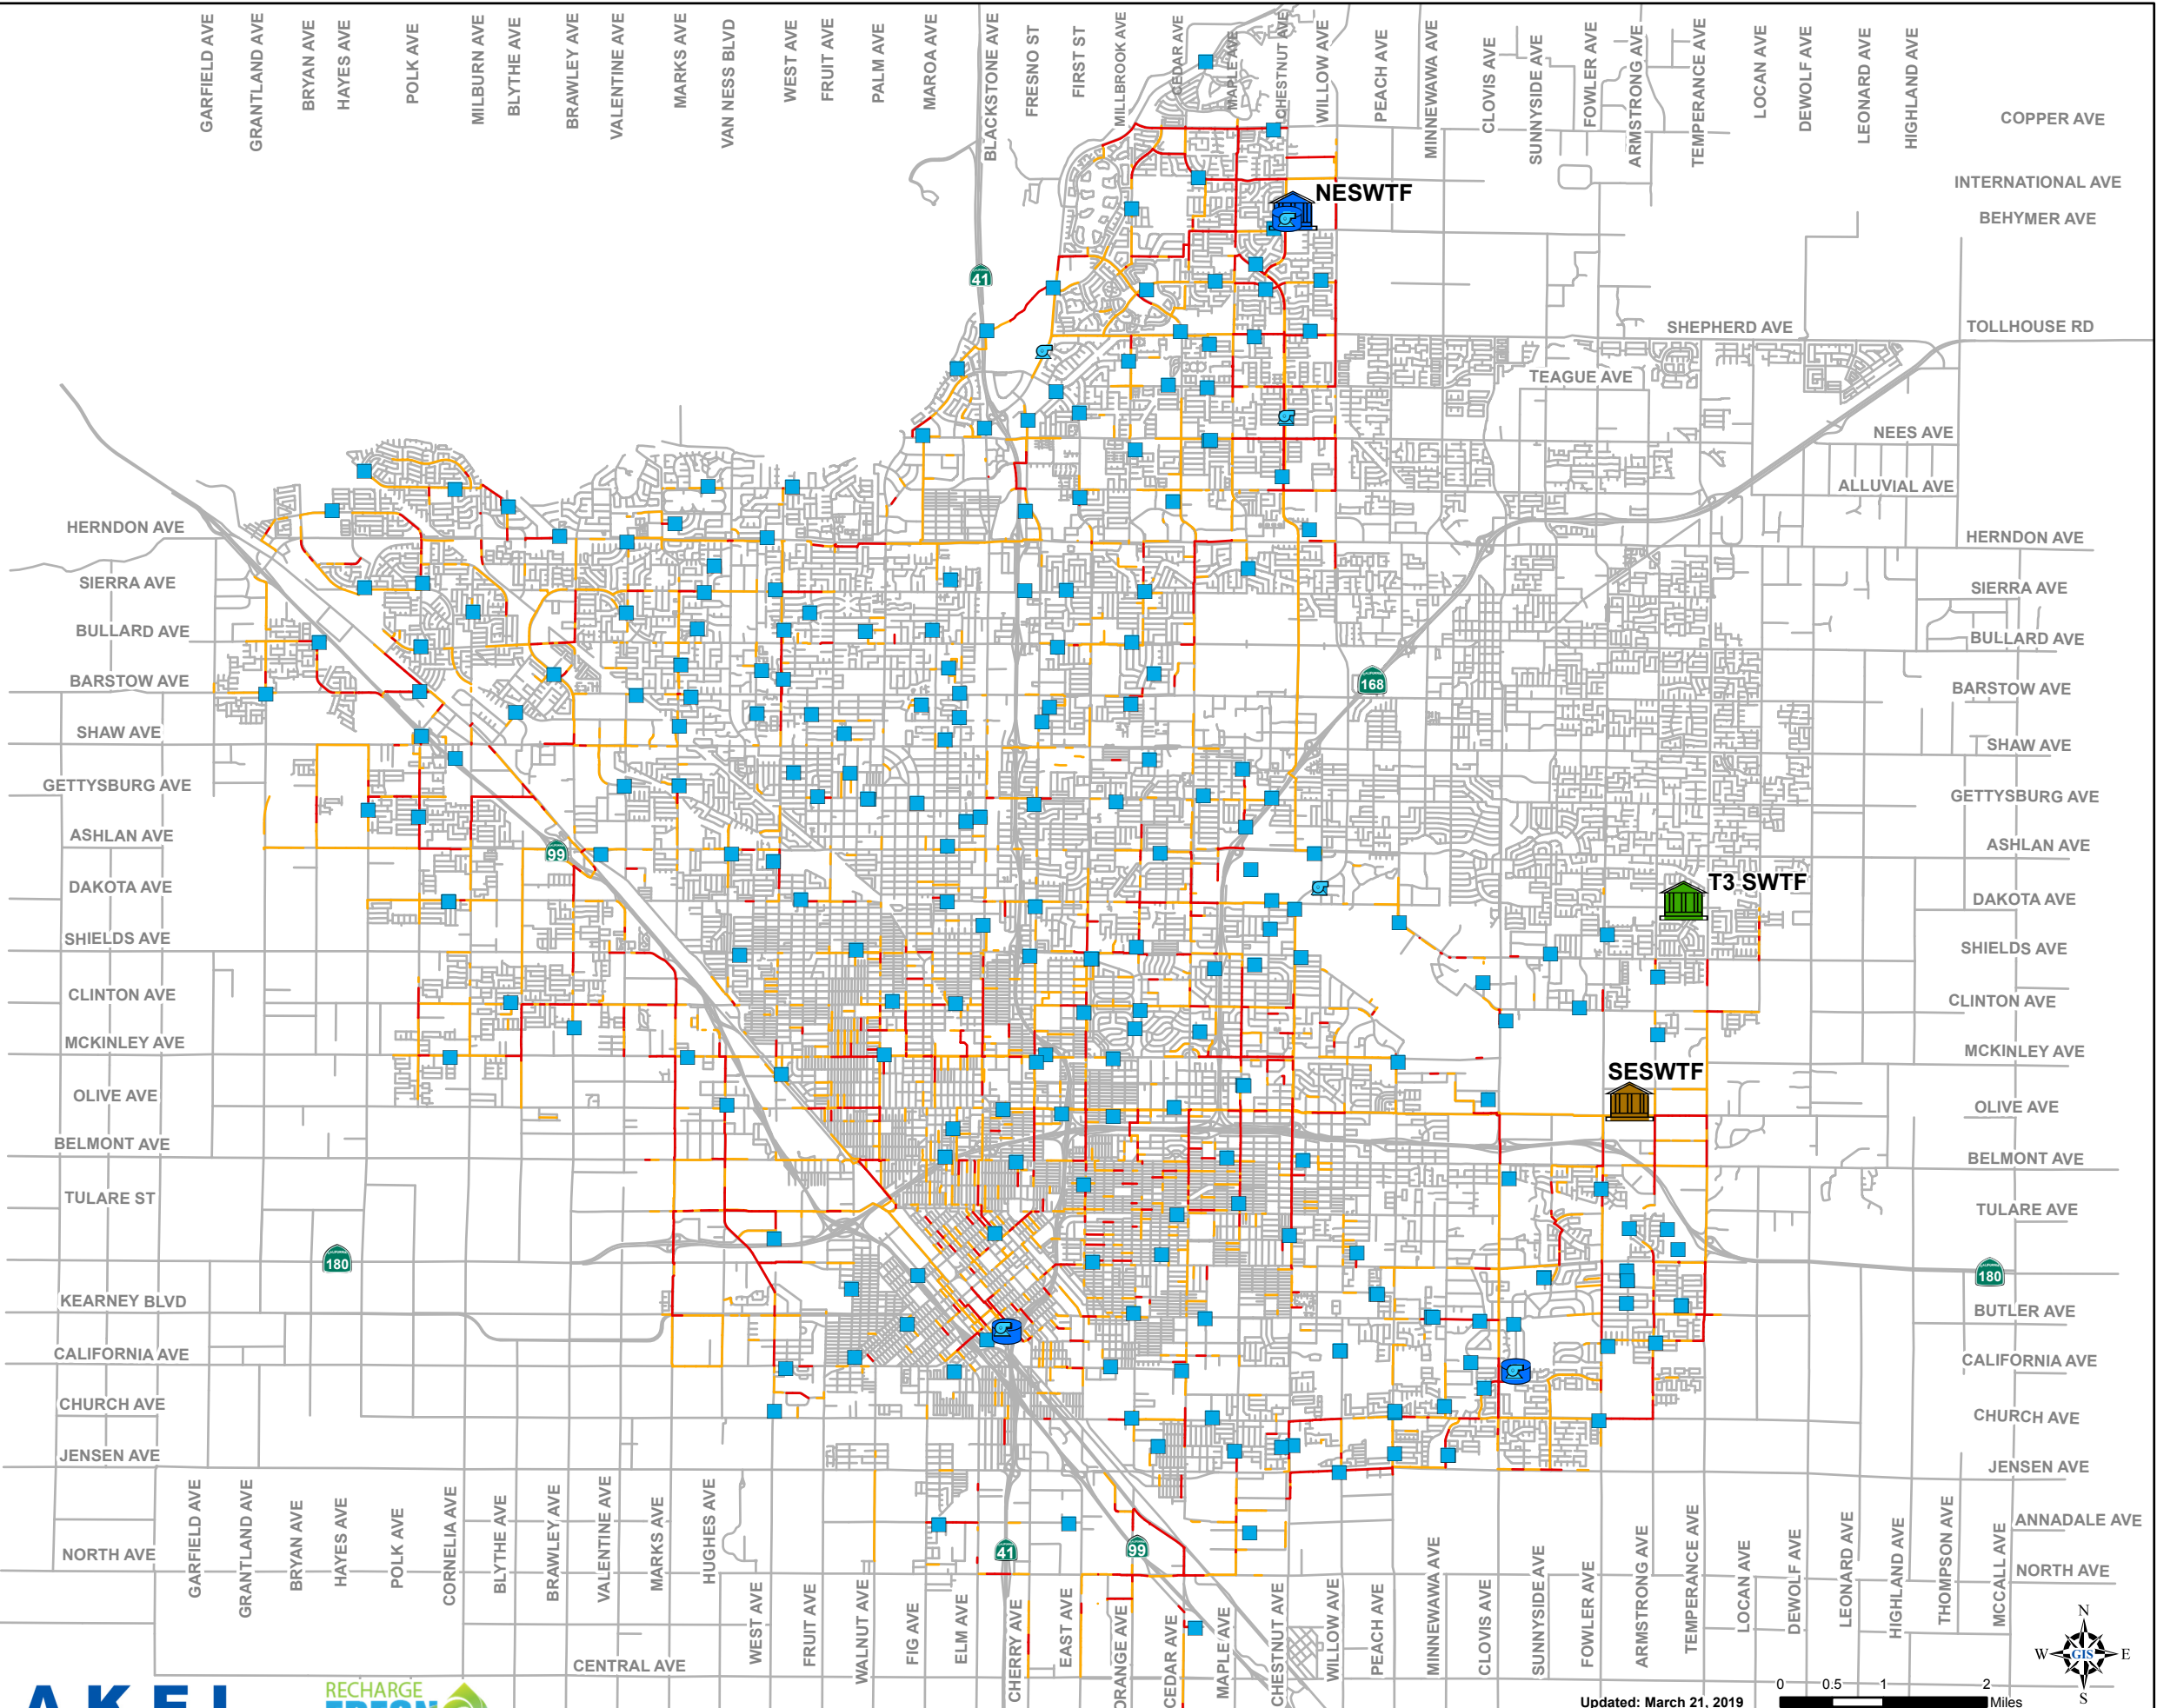 GARFIELD AVE
GRANTLAND AVE
BRYAN AVE
HAYES AVE
POLK AVE
MILBURN AVE
BLYTHE AVE
BRAWLEY AVE
VALENTINE AVE
MARKS AVE
VAN NESS BLVD
WEST AVE
FRUIT AVE
PALM AVE
MAROA AVE
BLACKSTONE AVE
FRESNO ST
FIRST ST
MILLBROOK AVE
CEDAR AVE
MAPLE AVE
CHESTNUT AVE
WILLOW AVE
PEACH AVE
MINNEWAWA AVE
CLOVIS AVE
SUNNYSIDE AVE
FOWLER AVE
ARMSTRONG AVE
TEMPERANCE AVE
LOCAN AVE
DEWOLF AVE
LEONARD AVE
HIGHLAND AVE
COPPER AVE
INTERNATIONAL AVE
BEHYMER AVE
NESWTF
41
SHEPHERD AVE
TOLLHOUSE RD
TEAGUE AVE
NEES AVE
ALLUVIAL AVE
HERNDON AVE
HERNDON AVE
SIERRA AVE
SIERRA AVE
BULLARD AVE
BULLARD AVE
BARSTOW AVE
168
BARSTOW AVE
SHAW AVE
SHAW AVE
GETTYSBURG AVE
GETTYSBURG AVE
ASHLAN AVE
99
ASHLAN AVE
DAKOTA AVE
T3 SWTF
DAKOTA AVE
SHIELDS AVE
SHIELDS AVE
CLINTON AVE
CLINTON AVE
MCKINLEY AVE
MCKINLEY AVE
SESWTF
OLIVE AVE
OLIVE AVE
BELMONT AVE
BELMONT AVE
TULARE ST
TULARE AVE
180
180
KEARNEY BLVD
BUTLER AVE
CALIFORNIA AVE
CALIFORNIA AVE
CHURCH AVE
CHURCH AVE
JENSEN AVE
JENSEN AVE
ANNADALE AVE
NORTH AVE
41
99
NORTH AVE
GARFIELD AVE
GRANTLAND AVE
BRYAN AVE
HAYES AVE
POLK AVE
CORNELIA AVE
BLYTHE AVE
BRAWLEY AVE
VALENTINE AVE
MARKS AVE
HUGHES AVE
WEST AVE
FRUIT AVE
WALNUT AVE
FIG AVE
ELM AVE
CHERRY AVE
EAST AVE
ORANGE AVE
CEDAR AVE
MAPLE AVE
CHESTNUT AVE
WILLOW AVE
PEACH AVE
MINNEWAWA AVE
CLOVIS AVE
SUNNYSIDE AVE
FOWLER AVE
ARMSTRONG AVE
TEMPERANCE AVE
LOCAN AVE
DEWOLF AVE
LEONARD AVE
HIGHLAND AVE
THOMPSON AVE
MCCALL AVE
CENTRAL AVE
N
W GIS E
S
AKEL
RECHARGE
FRESNO
0 0.5 1 2
Miles
Updated: March 21, 2019